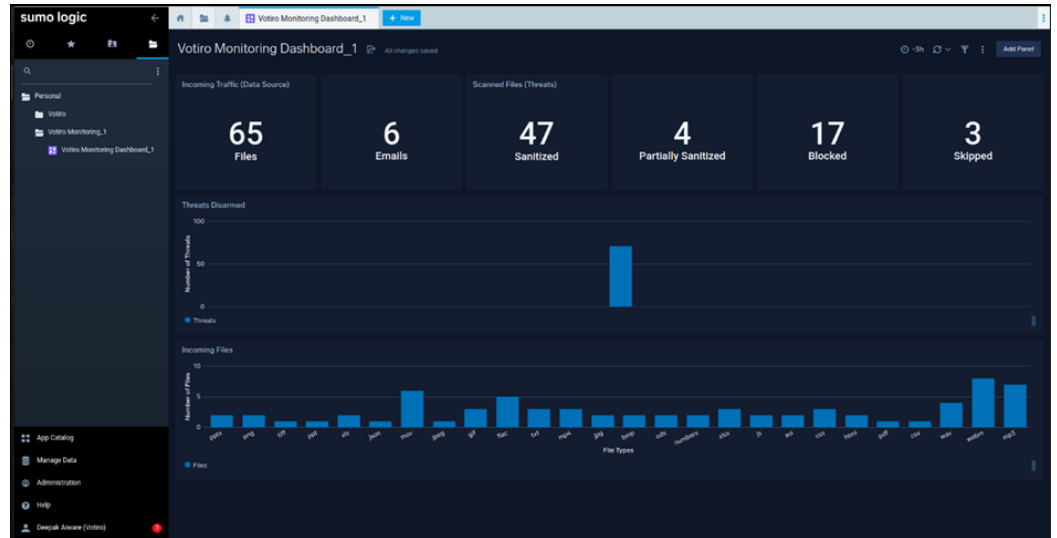 sumo logic
Votiro Monitoring Dashboard_1
+ New
Personal
Votiro
Votiro Monitoring_1
Votiro Monitoring Dashboard_1
App Catalog
Manage Data
Administration
Help
Deepak Aiware (Votiro)
3
Votiro Monitoring Dashboard_1
All changes saved
-3h
Add Panel
Incoming Traffic (Data Source)
Scanned Files (Threats)
65
Files
6
Emails
47
Sanitized
4
Partially Sanitized
17
Blocked
3
Skipped
Threats Disarmed
100
50
0
Number of Threats
Threats
Incoming Files
10
5
0
Number of Files
pptx png tiff ppt xls json mov jpeg gif flac txt mp4 jpg bmp ods numbers xlsx js avi css html pdf csv wav webm mp3
File Types
Files